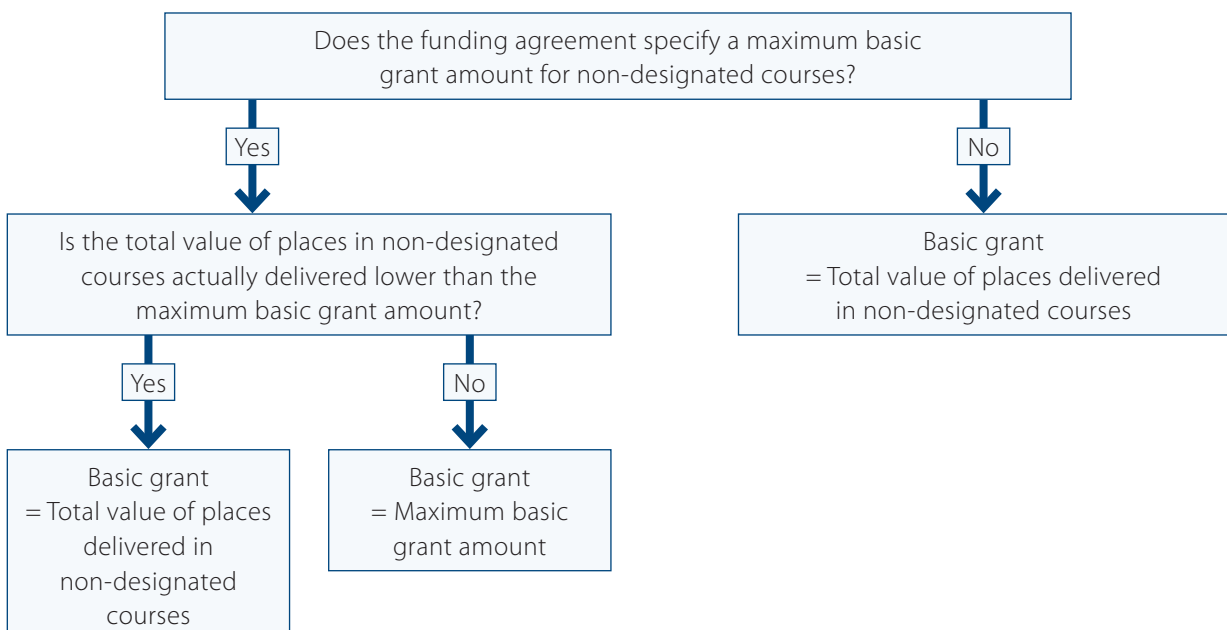 Does the funding agreement specify a maximum basic
grant amount for non-designated courses?
Yes
No
Is the total value of places in non-designated
courses actually delivered lower than the
maximum basic grant amount?
Basic grant
= Total value of places delivered
in non-designated courses
Yes
No
Basic grant
= Total value of places
delivered in
non-designated
courses
Basic grant
= Maximum basic
grant amount